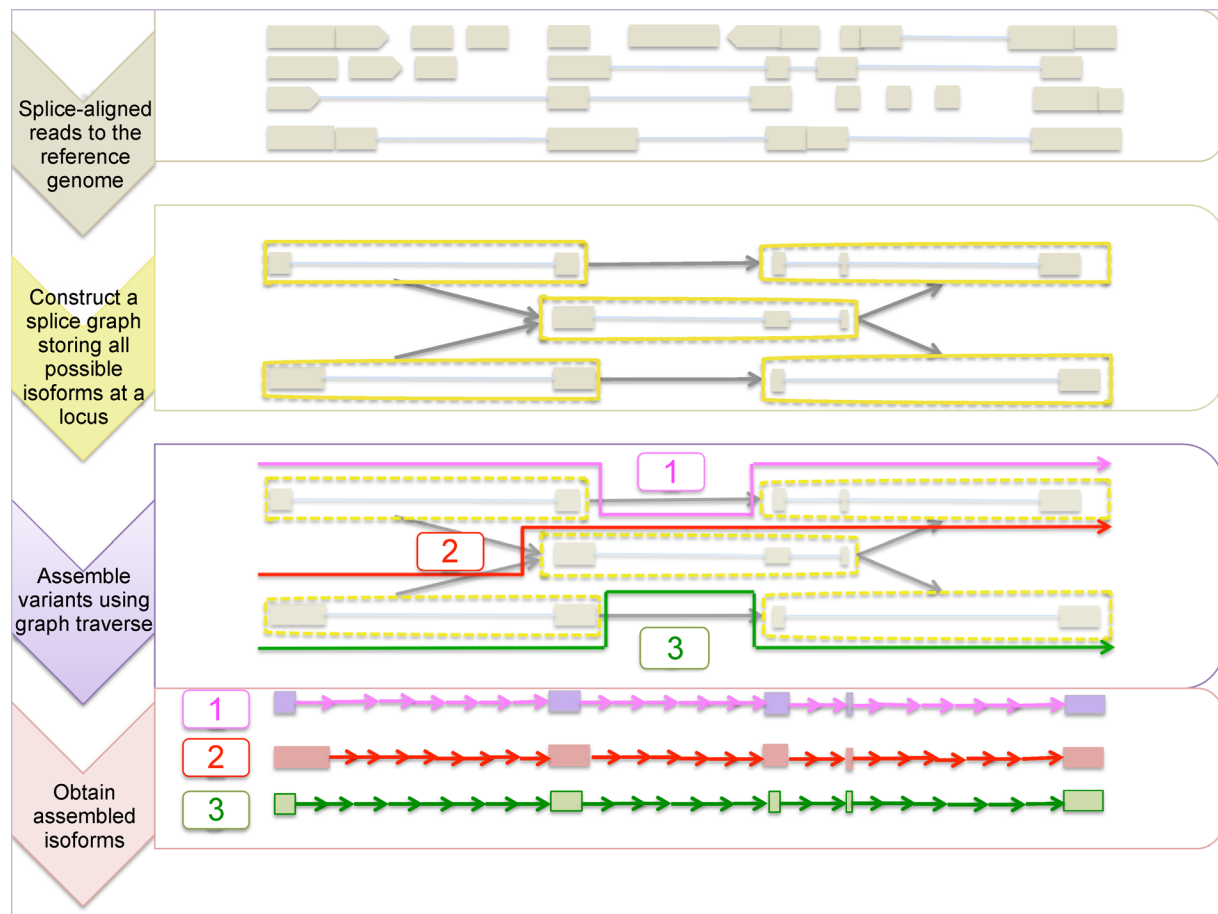 Splice-aligned
reads to the
reference
genome
Construct a
splice graph
storing all
possible
isoforms at a
locus
1
2
3
Assemble
variants using
graph traverse
1
2
3
Obtain
assembled
isoforms